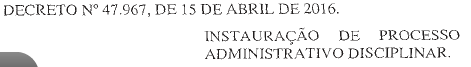 DECRETO Nº 47.967, DE 15 DE ABRIL DE 2016.
INSTAURAÇÃO DE PROCESSO
ADMINISTRATIVO DISCIPLINAR.